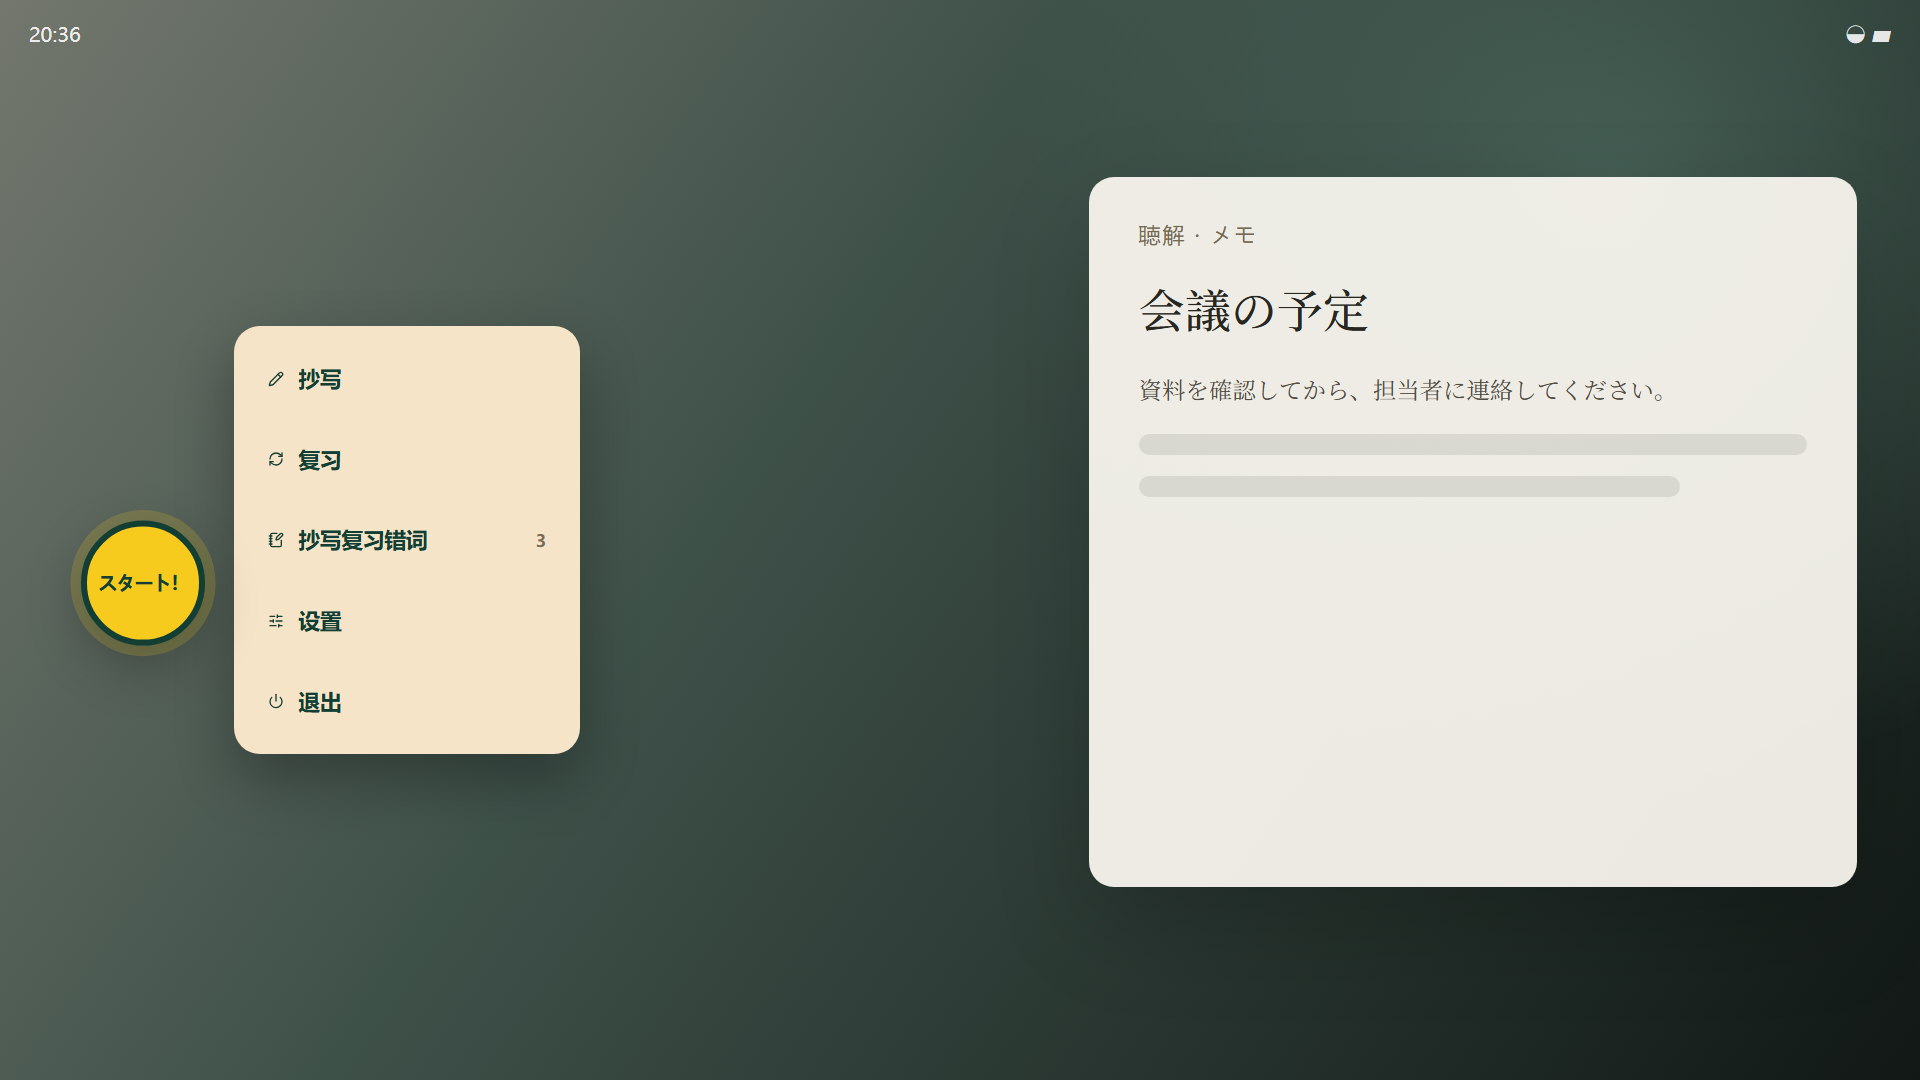 20:36
抄写
复习
抄写复习错词 3
设置
退出
スタート!
聴解・メモ
会議の予定
資料を確認してから、担当者に連絡してください。